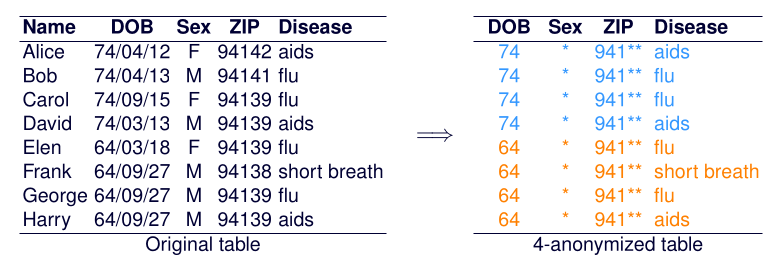 Name DOB Sex ZIP Disease
Alice 74/04/12 F 94142 aids
Bob 74/04/13 M 94141 flu
Carol 74/09/15 F 94139 flu
David 74/03/13 M 94139 aids
Elen 64/03/18 F 94139 flu
Frank 64/09/27 M 94138 short breath
George 64/09/27 M 94139 flu
Harry 64/09/27 M 94139 aids
Original table
⟹
DOB Sex ZIP Disease
74 * 941** aids
74 * 941** flu
74 * 941** flu
74 * 941** aids
64 * 941** flu
64 * 941** short breath
64 * 941** flu
64 * 941** aids
4-anonymized table